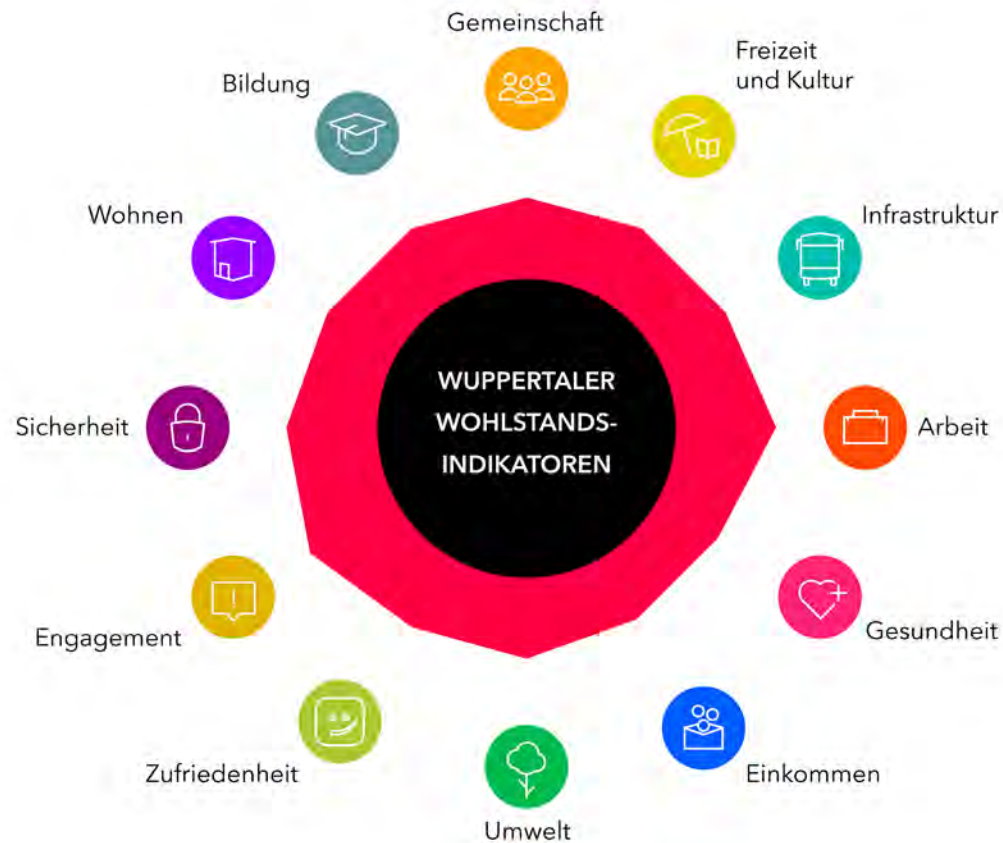 Gemeinschaft
Freizeit
und Kultur
Bildung
Wohnen
Infrastruktur
WUPPERTALER
WOHLSTANDS-
INDIKATOREN
Sicherheit
Arbeit
Engagement
Gesundheit
Zufriedenheit
Einkommen
Umwelt